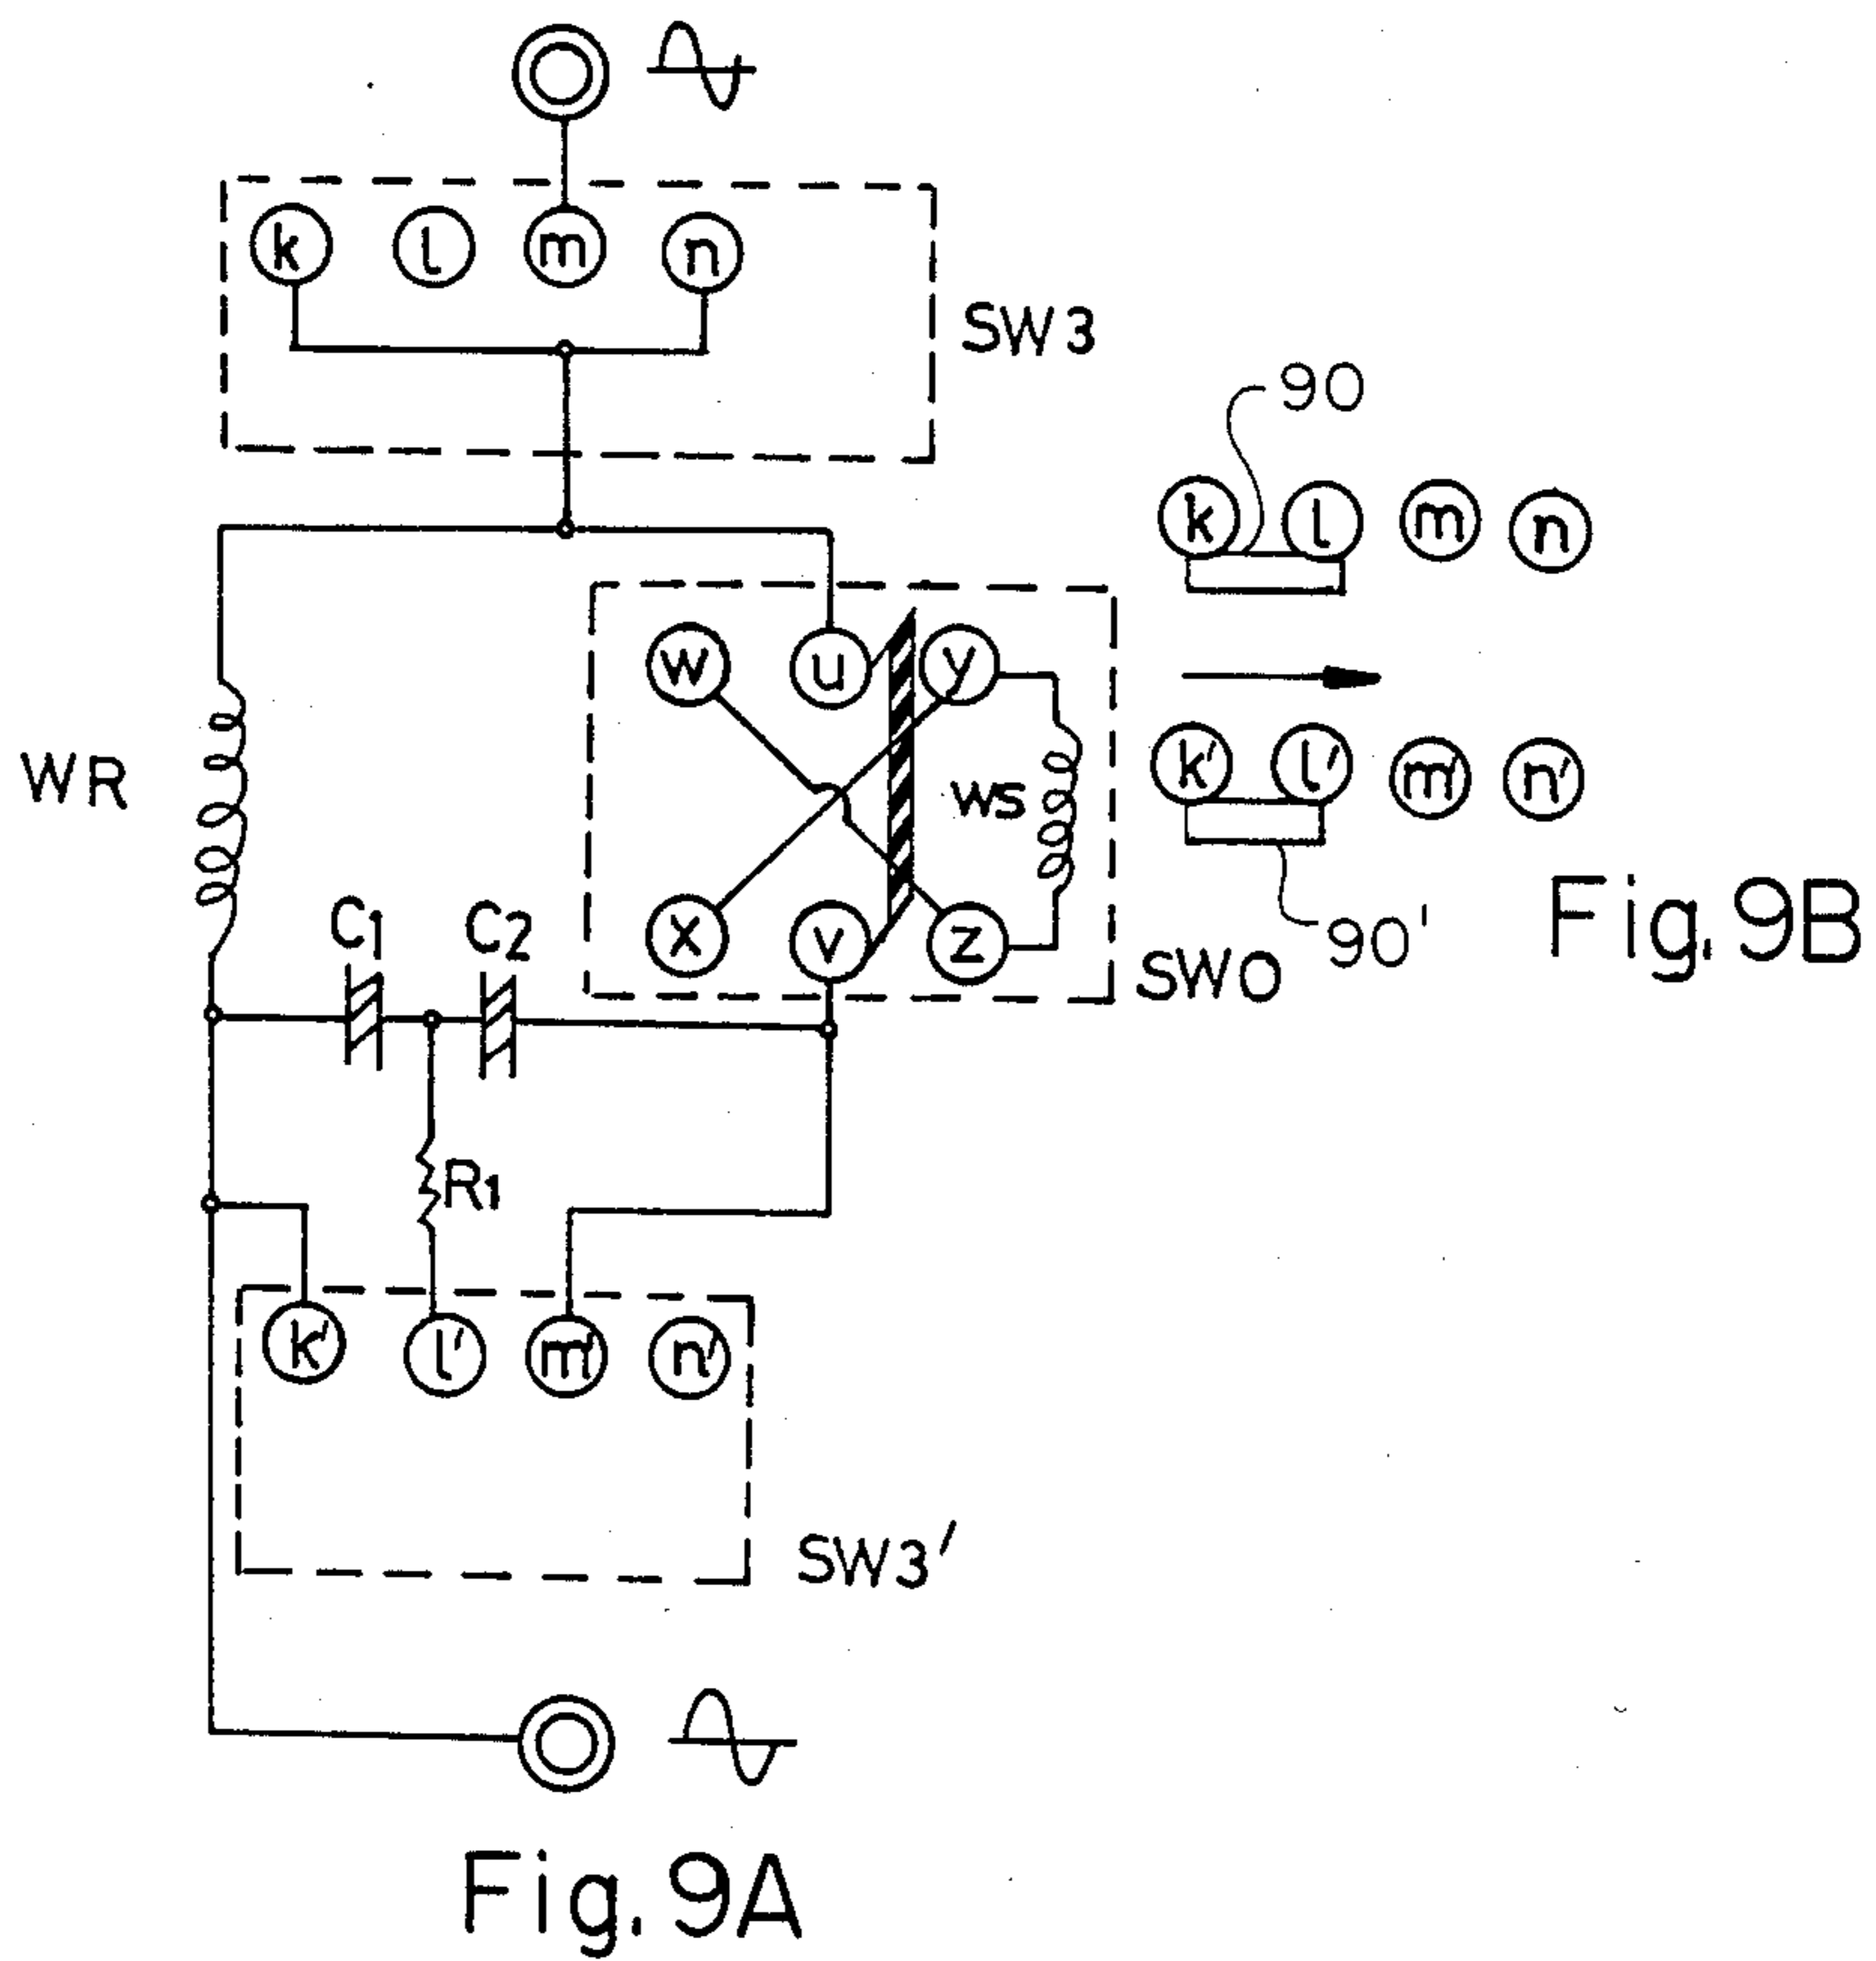 k l m n
SW3
90
k l m n
W u y
WR
WS
k' l' m' n'
x v z
C1 C2
90'
Fig. 9B
SWO
R1
k' l' m' n'
SW3'
Fig. 9A